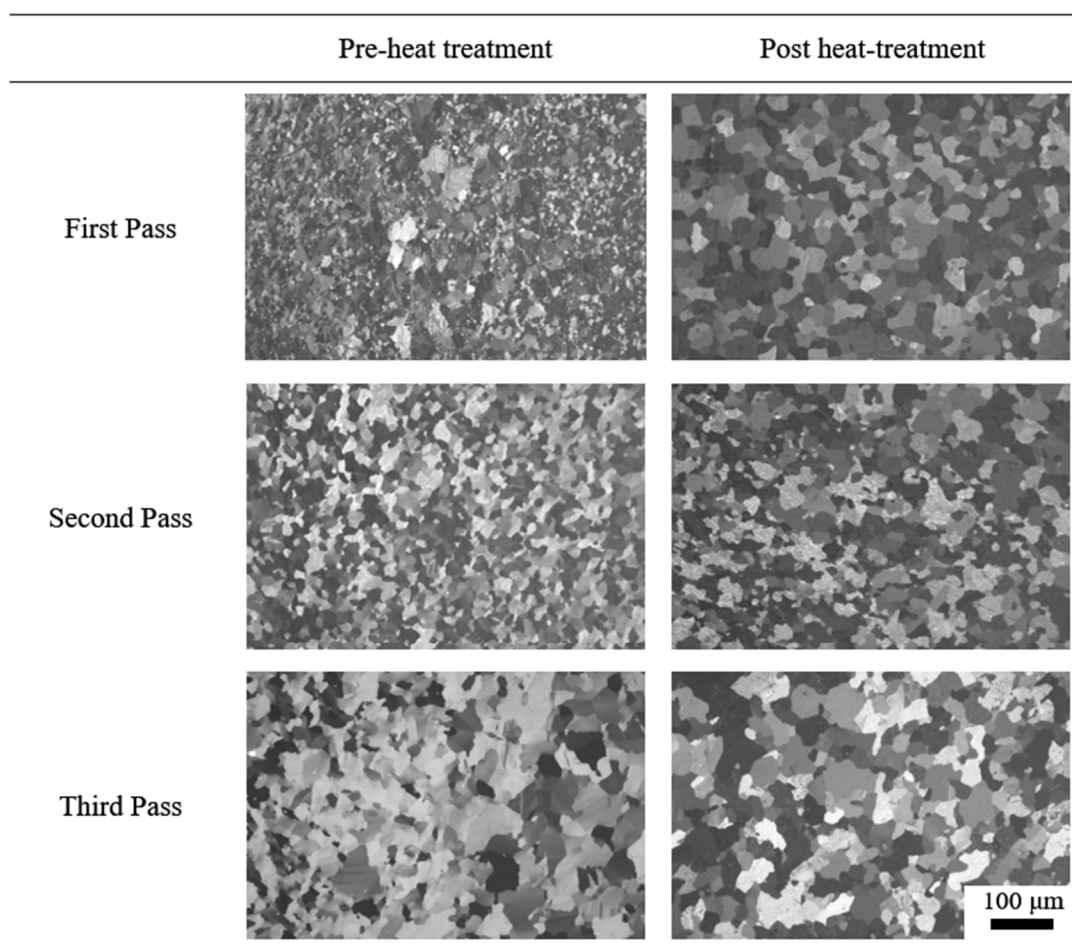 Pre-heat treatment
Post heat-treatment
First Pass
Second Pass
Third Pass
100 μm